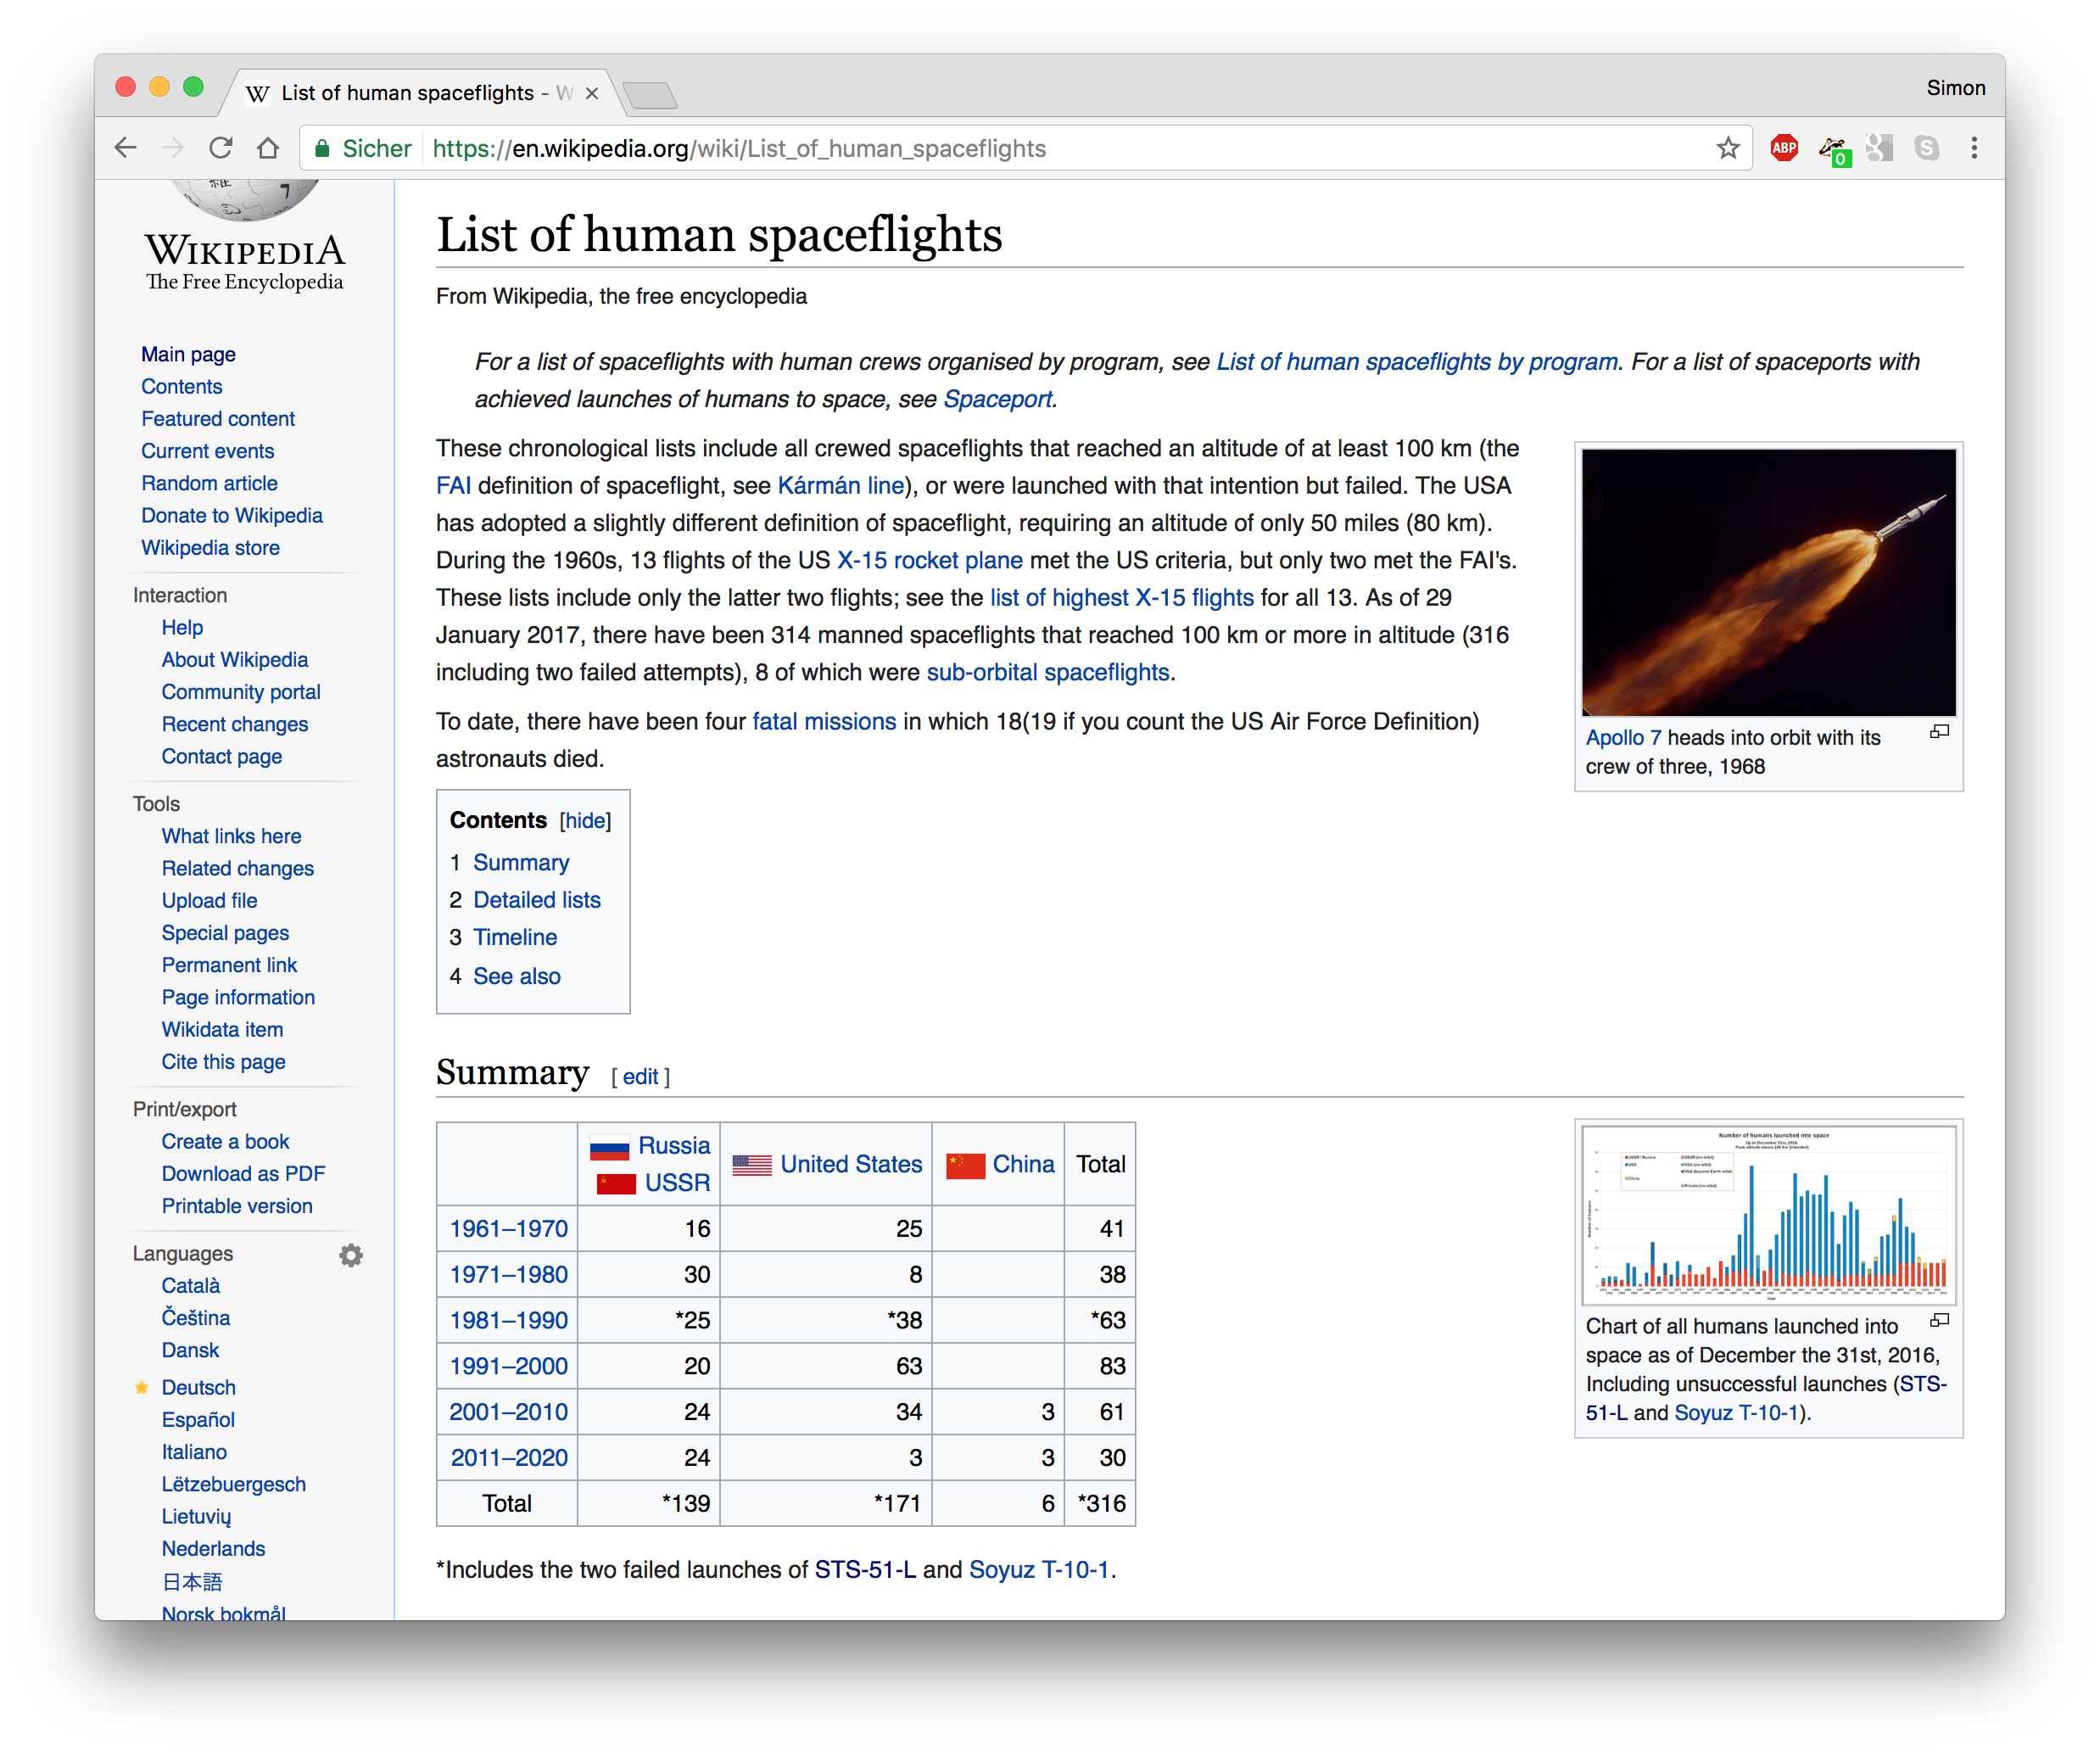 List of human spaceflights - W
Simon
Sicher https://en.wikipedia.org/wiki/List_of_human_spaceflights
ABP
0
WIKIPEDIA
The Free Encyclopedia
Main page
Contents
Featured content
Current events
Random article
Donate to Wikipedia
Wikipedia store
Interaction
Help
About Wikipedia
Community portal
Recent changes
Contact page
Tools
What links here
Related changes
Upload file
Special pages
Permanent link
Page information
Wikidata item
Cite this page
Print/export
Create a book
Download as PDF
Printable version
Languages
Català
Čeština
Dansk
Deutsch
Español
Italiano
Lëtzebuergesch
Lietuvių
Nederlands
日本語
Norsk bokmål
List of human spaceflights
From Wikipedia, the free encyclopedia
For a list of spaceflights with human crews organised by program, see List of human spaceflights by program. For a list of spaceports with
achieved launches of humans to space, see Spaceport.
These chronological lists include all crewed spaceflights that reached an altitude of at least 100 km (the
FAI definition of spaceflight, see Kármán line), or were launched with that intention but failed. The USA
has adopted a slightly different definition of spaceflight, requiring an altitude of only 50 miles (80 km).
During the 1960s, 13 flights of the US X-15 rocket plane met the US criteria, but only two met the FAI's.
These lists include only the latter two flights; see the list of highest X-15 flights for all 13. As of 29
January 2017, there have been 314 manned spaceflights that reached 100 km or more in altitude (316
including two failed attempts), 8 of which were sub-orbital spaceflights.
To date, there have been four fatal missions in which 18(19 if you count the US Air Force Definition)
astronauts died.
Apollo 7 heads into orbit with its
crew of three, 1968
Contents [hide]
1 Summary
2 Detailed lists
3 Timeline
4 See also
Summary [ edit ]
Russia
USSR United States China Total
1961–1970 16 25 41
1971–1980 30 8 38
1981–1990 *25 *38 *63
1991–2000 20 63 83
2001–2010 24 34 3 61
2011–2020 24 3 3 30
Total *139 *171 6 *316
*Includes the two failed launches of STS-51-L and Soyuz T-10-1.
Number of humans launched into space
Chart of all humans launched into
space as of December the 31st, 2016,
Including unsuccessful launches (STS-
51-L and Soyuz T-10-1).